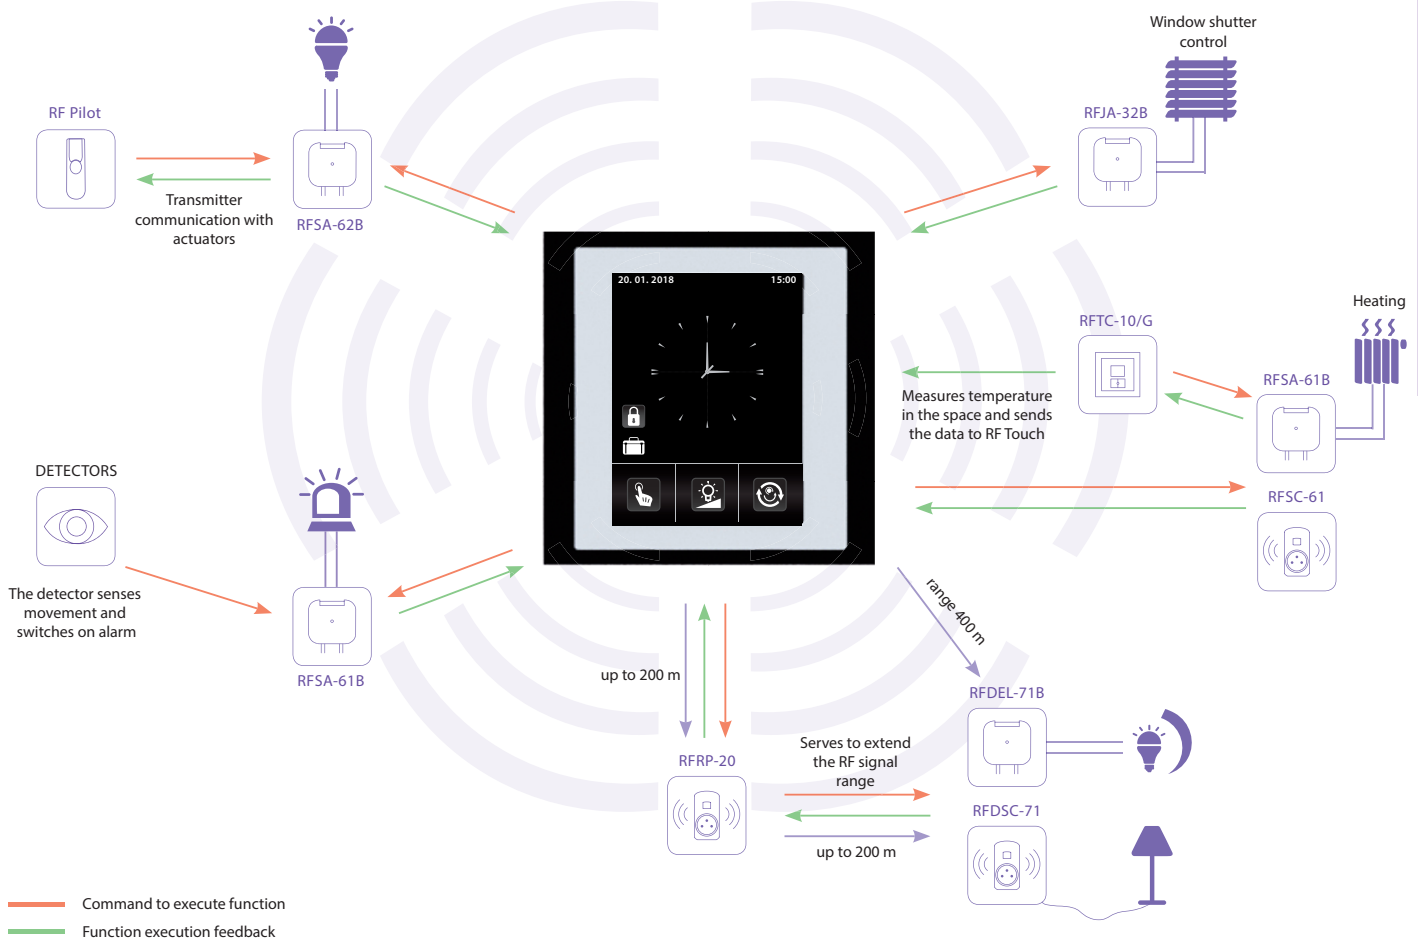 Window shutter
control
RF Pilot
RFJA-32B
Transmitter
communication with
actuators
RFSA-62B
20. 01. 2018
15:00
Heating
RFTC-10/G
RFSA-61B
Measures temperature
in the space and sends
the data to RF Touch
DETECTORS
RFSC-61
The detector senses
movement and
switches on alarm
range 400 m
RFSA-61B
up to 200 m
RFDEL-71B
RFRP-20
Serves to extend
the RF signal
range
RFDSC-71
up to 200 m
Command to execute function
Function execution feedback